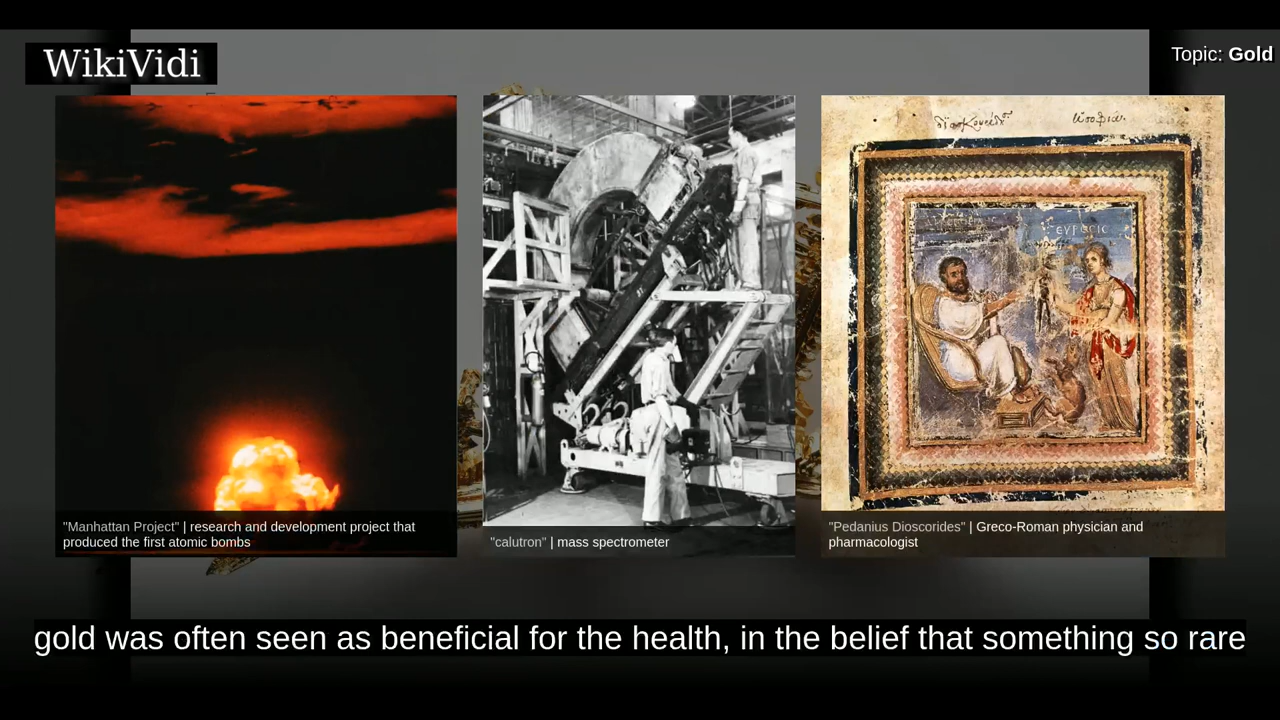 WikiVidi
Topic: Gold
"Manhattan Project" | research and development project that
produced the first atomic bombs
"calutron" | mass spectrometer
"Pedanius Dioscorides" | Greco-Roman physician and
pharmacologist
gold was often seen as beneficial for the health, in the belief that something so rare